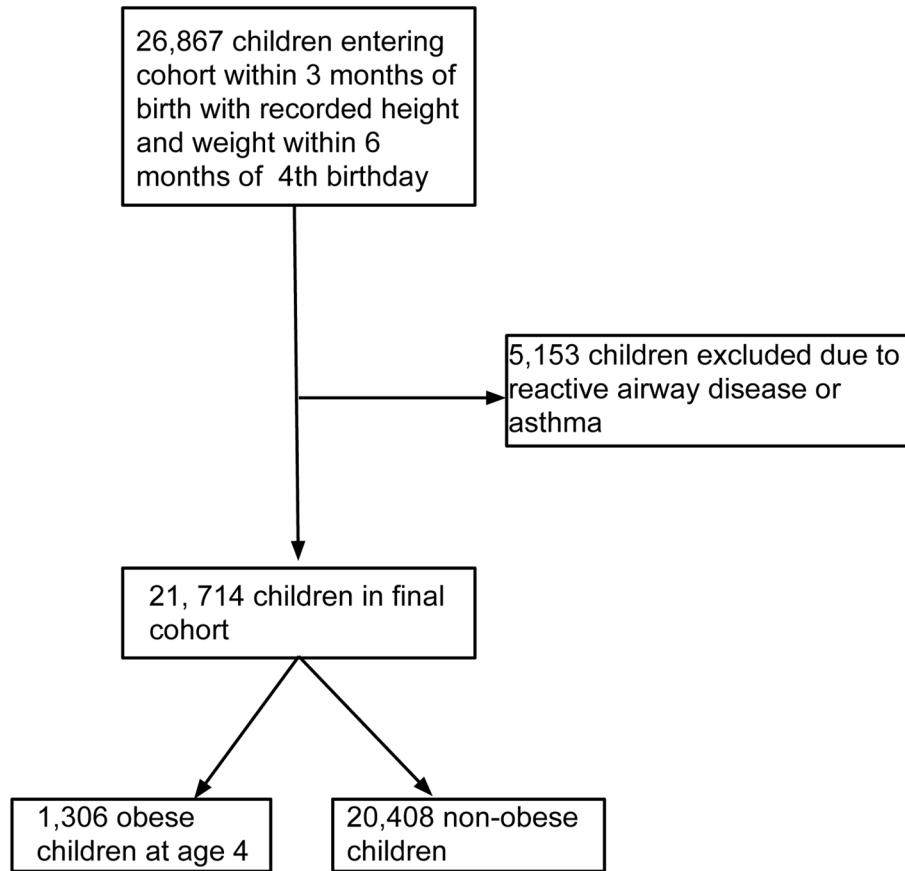 26,867 children entering
cohort within 3 months of
birth with recorded height
and weight within 6
months of  4th birthday
5,153 children excluded due to
reactive airway disease or
asthma
21, 714 children in final
cohort
1,306 obese
children at age 4
20,408 non-obese
children